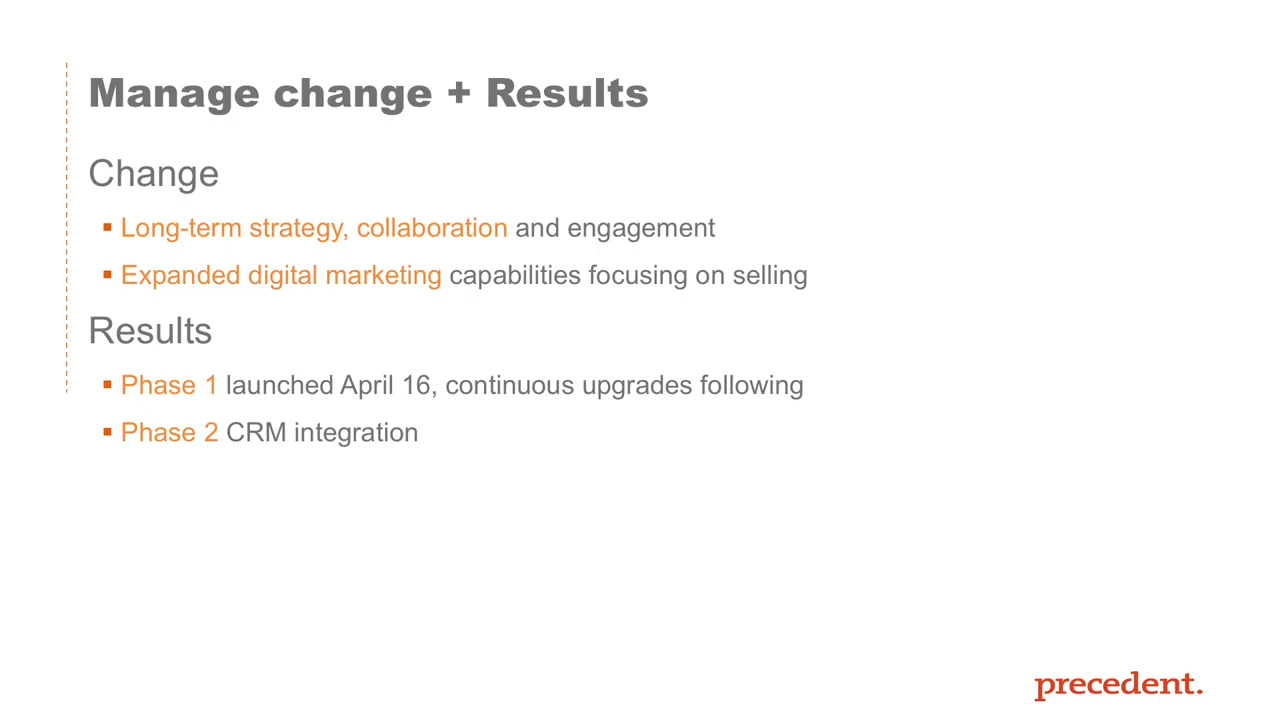 Manage change + Results
Change
▪ Long-term strategy, collaboration and engagement
▪ Expanded digital marketing capabilities focusing on selling
Results
▪ Phase 1 launched April 16, continuous upgrades following
▪ Phase 2 CRM integration
precedent.